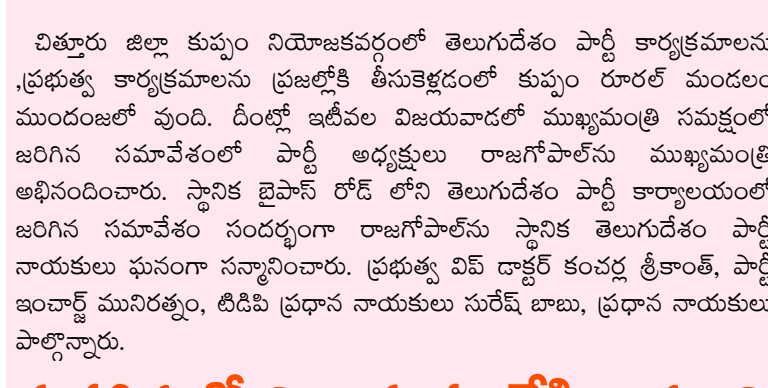 చిత్తూరు జిల్లా కుప్పం నియోజకవర్గంలో తెలుగుదేశం పార్టీ కార్యక్రమాలను
,ప్రభుత్వ కార్యక్రమాలను ప్రజల్లోకి తీసుకెళ్లడంలో కుప్పం రూరల్ మండలం
ముందంజలో వుంది. దీంట్లో ఇటీవల విజయవాడలో ముఖ్యమంత్రి సమక్షంలో
జరిగిన సమావేశంలో పార్టీ అధ్యక్షులు రాజగోపాల్‌ను ముఖ్యమంత్రి
అభినందించారు. స్థానిక బైపాస్ రోడ్ లోని తెలుగుదేశం పార్టీ కార్యాలయంలో
జరిగిన సమావేశం సందర్భంగా రాజగోపాల్‌ను స్థానిక తెలుగుదేశం పార్టీ
నాయకులు ఘనంగా సన్మానించారు. ప్రభుత్వ విప్ డాక్టర్ కంచర్ల శ్రీకాంత్, పార్టీ
ఇంచార్జ్ మునిరత్నం, టిడిపి ప్రధాన నాయకులు సురేష్ బాబు, ప్రధాన నాయకులు
పాల్గొన్నారు.